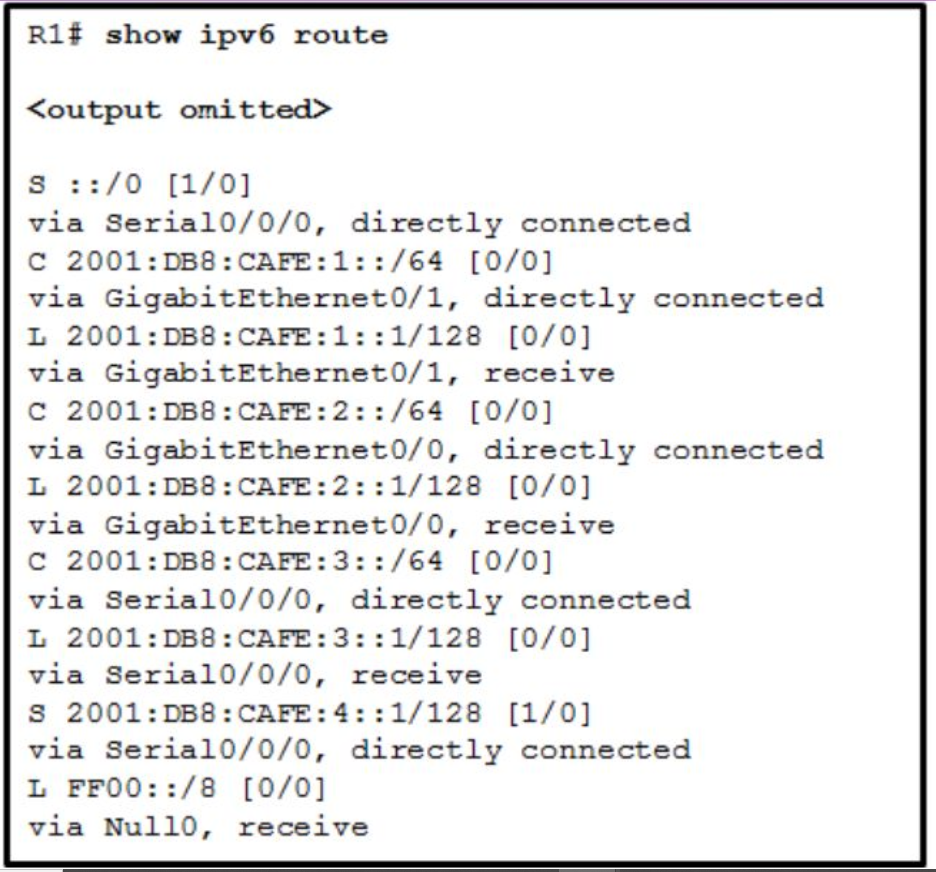 R1# show ipv6 route
<output omitted>
S ::/0 [1/0]
via Serial0/0/0, directly connected
C 2001:DB8:CAFE:1::/64 [0/0]
via GigabitEthernet0/1, directly connected
L 2001:DB8:CAFE:1::1/128 [0/0]
via GigabitEthernet0/1, receive
C 2001:DB8:CAFE:2::/64 [0/0]
via GigabitEthernet0/0, directly connected
L 2001:DB8:CAFE:2::1/128 [0/0]
via GigabitEthernet0/0, receive
C 2001:DB8:CAFE:3::/64 [0/0]
via Serial0/0/0, directly connected
L 2001:DB8:CAFE:3::1/128 [0/0]
via Serial0/0/0, receive
S 2001:DB8:CAFE:4::1/128 [1/0]
via Serial0/0/0, directly connected
L FF00::/8 [0/0]
via Null0, receive